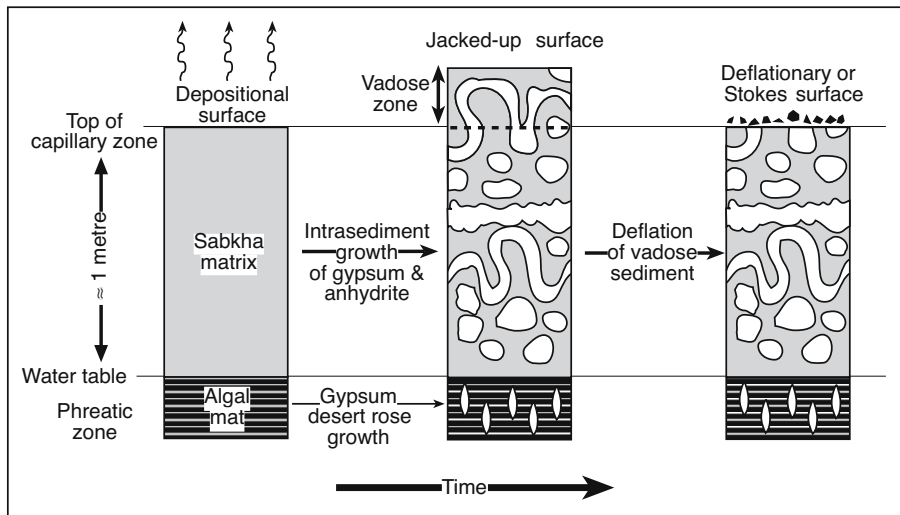 Jacked-up surface
Depositional
surface
Vadose
zone
Deflationary or
Stokes surface
Top of
capillary zone
≈ 1 metre
Sabkha
matrix
Intrasediment
growth
of gypsum &
anhydrite
Deflation
of vadose
sediment
Water table
Phreatic
zone
Algal
mat
Gypsum
desert rose
growth
Time